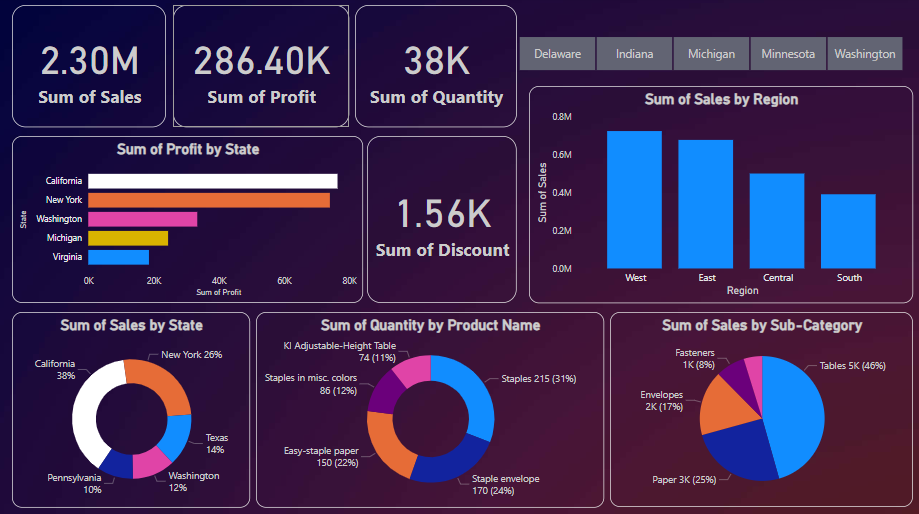 2.30M
Sum of Sales
286.40K
Sum of Profit
38K
Sum of Quantity
Delaware
Indiana
Michigan
Minnesota
Washington
Sum of Profit by State
State
California
New York
Washington
Michigan
Virginia
0K
20K
40K
60K
80K
Sum of Profit
1.56K
Sum of Discount
Sum of Sales by Region
Sum of Sales
0.8M
0.6M
0.4M
0.2M
0.0M
West
East
Central
South
Region
Sum of Sales by State
New York 26%
California
38%
Texas
14%
Washington
12%
Pennsylvania
10%
Sum of Quantity by Product Name
KI Adjustable-Height Table
74 (11%)
Staples in misc. colors
86 (12%)
Staples 215 (31%)
Easy-staple paper
150 (22%)
Staple envelope
170 (24%)
Sum of Sales by Sub-Category
Fasteners
1K (8%)
Tables 5K (46%)
Envelopes
2K (17%)
Paper 3K (25%)